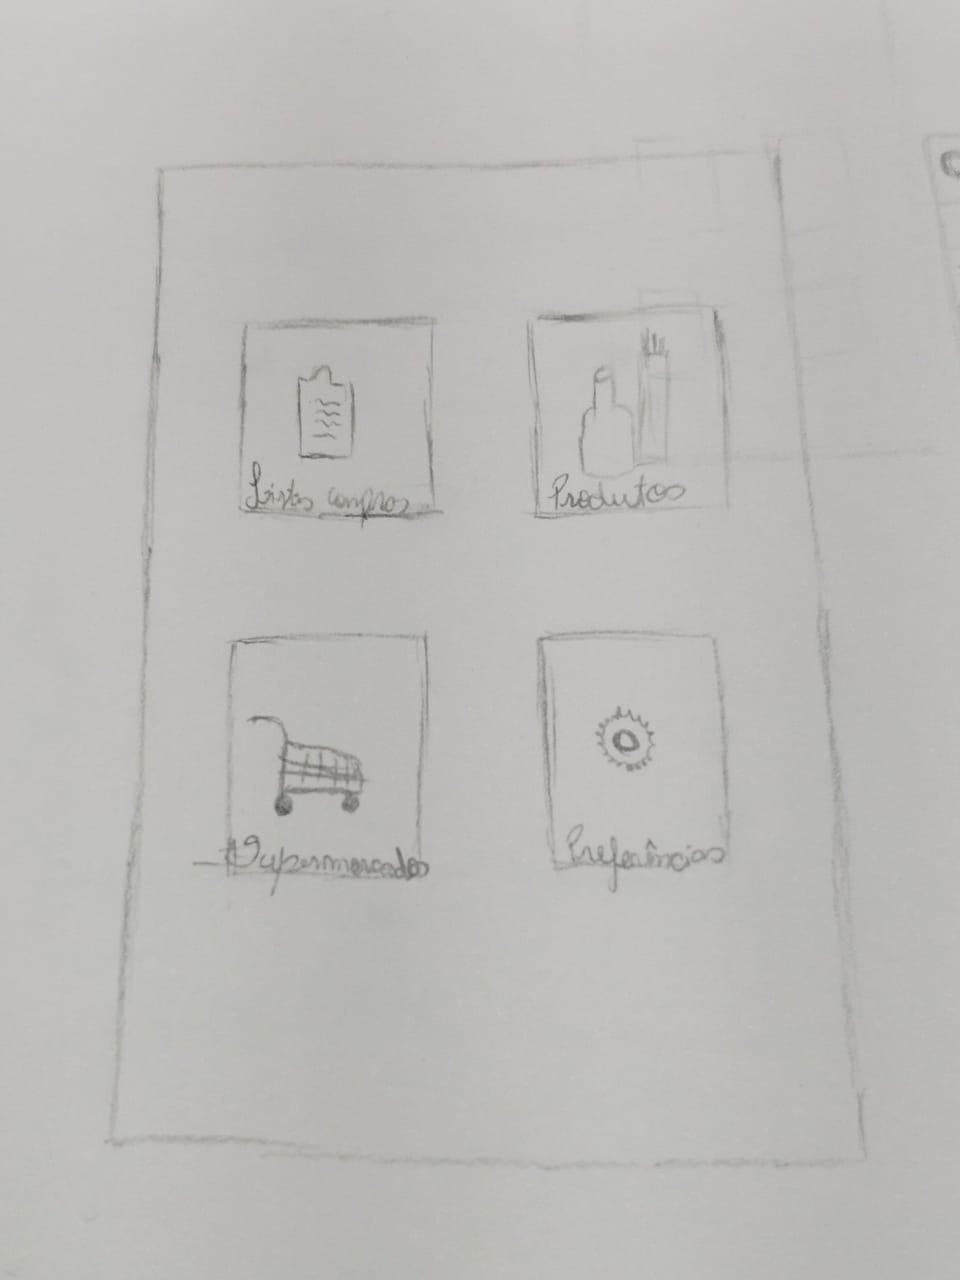 Listas compras
Produtos
Supermercados
Preferências